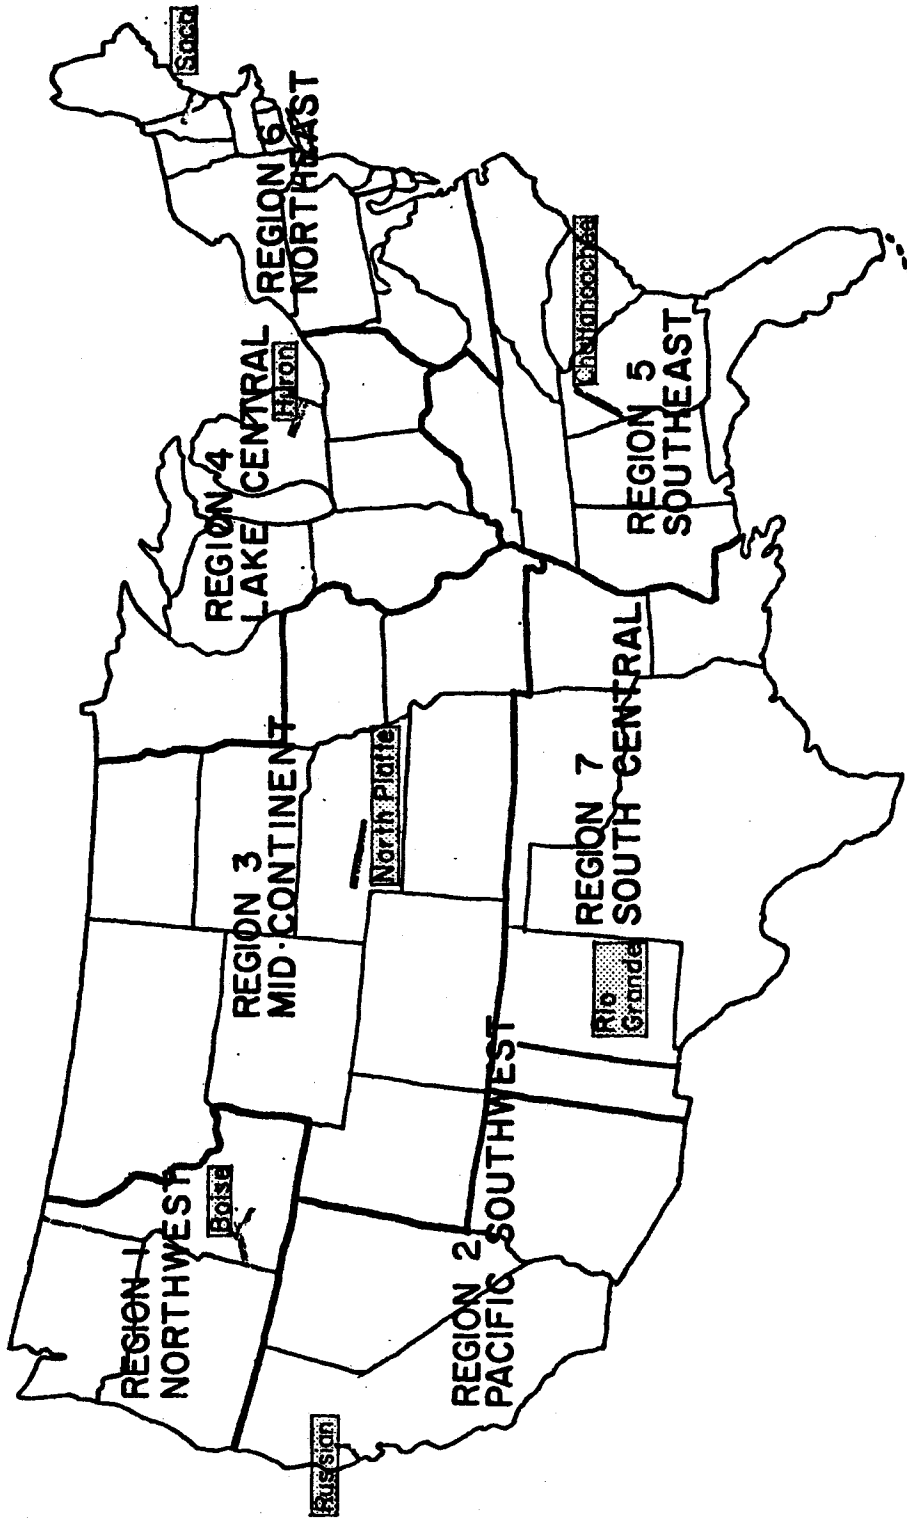 REGION 1
NORTHWEST
Boise
REGION 2
PACIFIC SOUTHWEST
Russian
REGION 3
MID-CONTINENT
North Platte
REGION 4
LAKE CENTRAL
Huron
REGION 5
SOUTHEAST
Chattahoochee
REGION 6
NORTHEAST
Saco
REGION 7
SOUTH CENTRAL
Rio
Grande